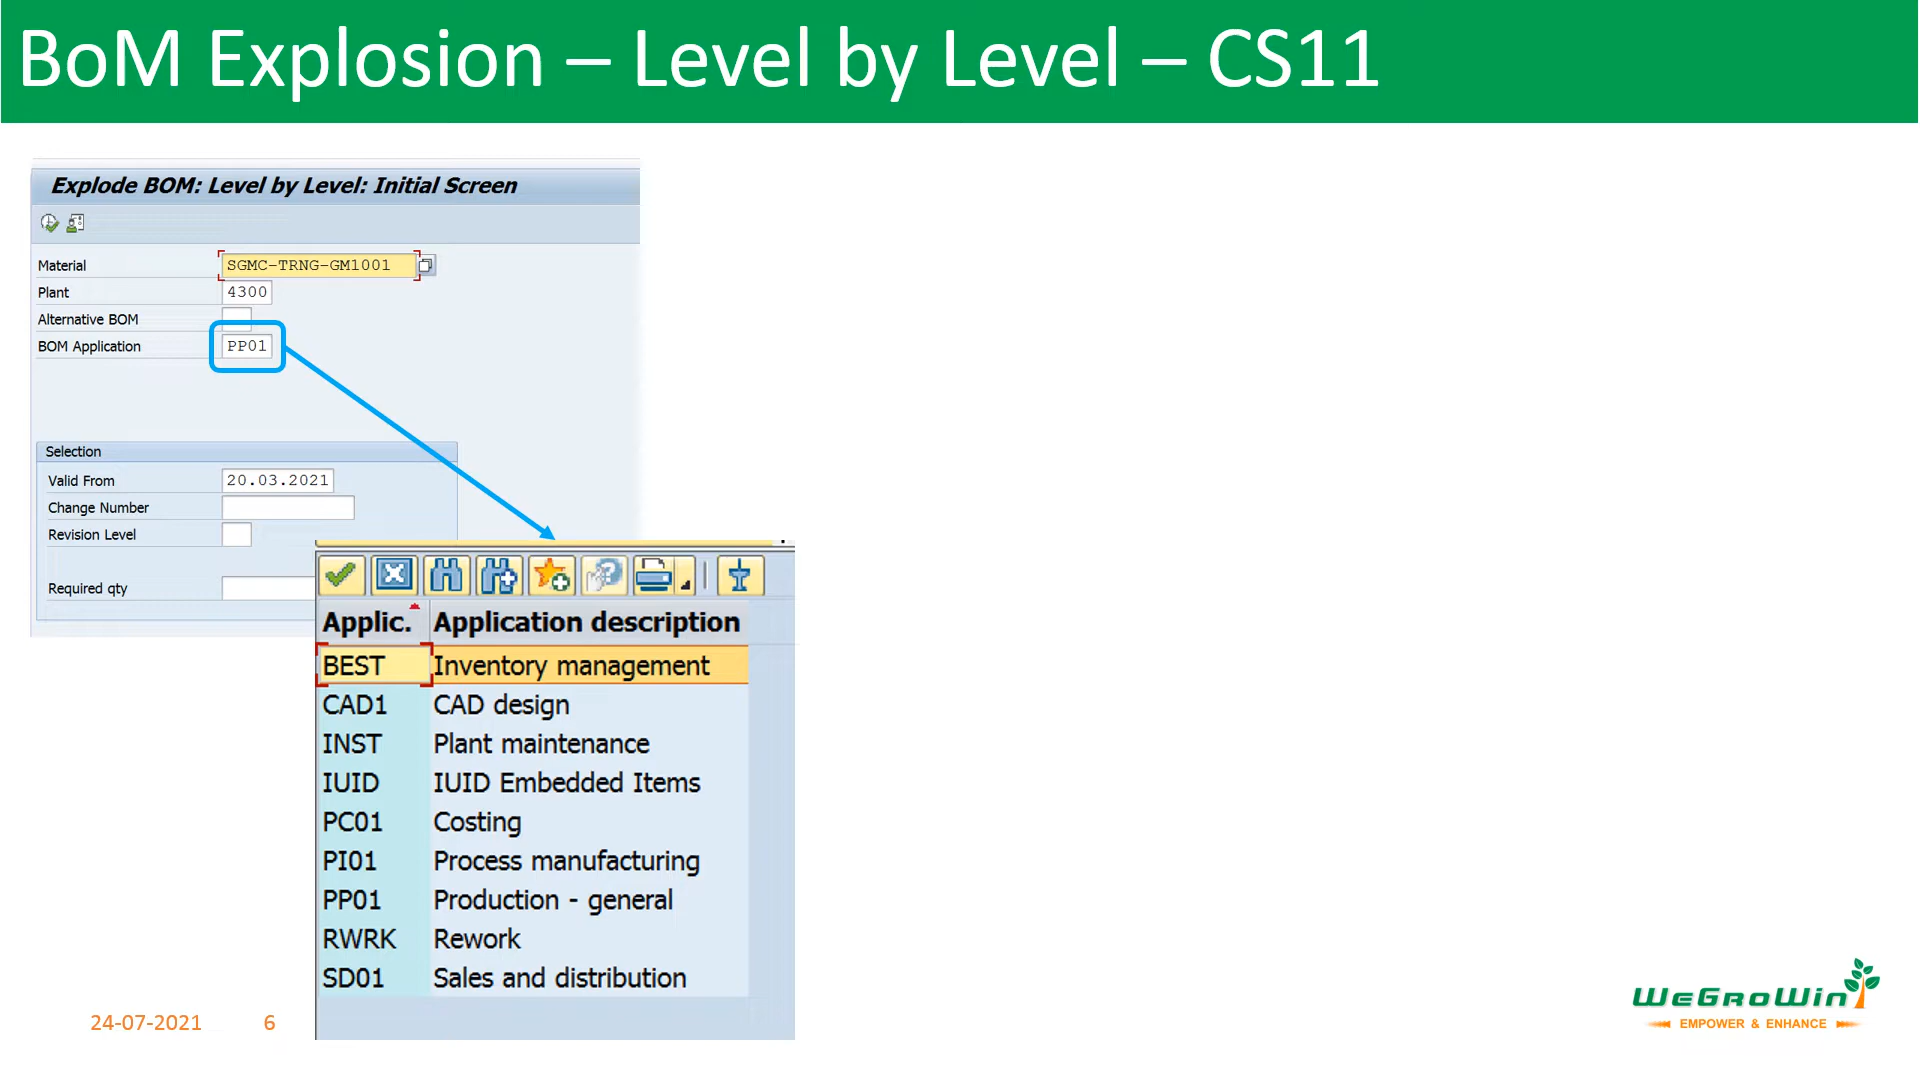 BoM Explosion – Level by Level – CS11
Explode BOM: Level by Level: Initial Screen
Material SGMC-TRNG-GM1001
Plant 4300
Alternative BOM
BOM Application PP01
Selection
Valid From 20.03.2021
Change Number
Revision Level
Required qty
Applic. Application description
BEST Inventory management
CAD1 CAD design
INST Plant maintenance
IUID IUID Embedded Items
PC01 Costing
PI01 Process manufacturing
PP01 Production - general
RWRK Rework
SD01 Sales and distribution
24-07-2021 6
WeGroWin
EMPOWER & ENHANCE